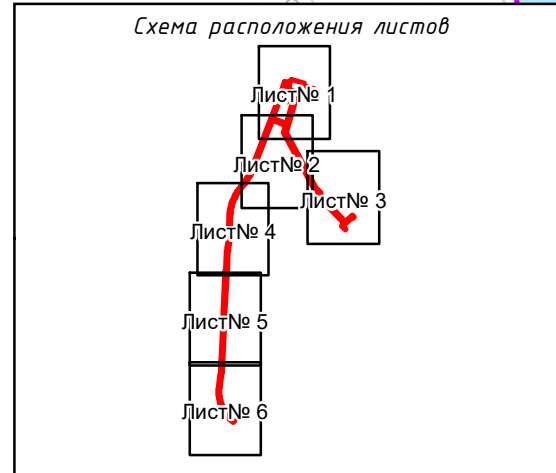 Схема расположения листов
Лист№ 1
Лист№ 2
Лист№ 3
Лист№ 4
Лист№ 5
Лист№ 6